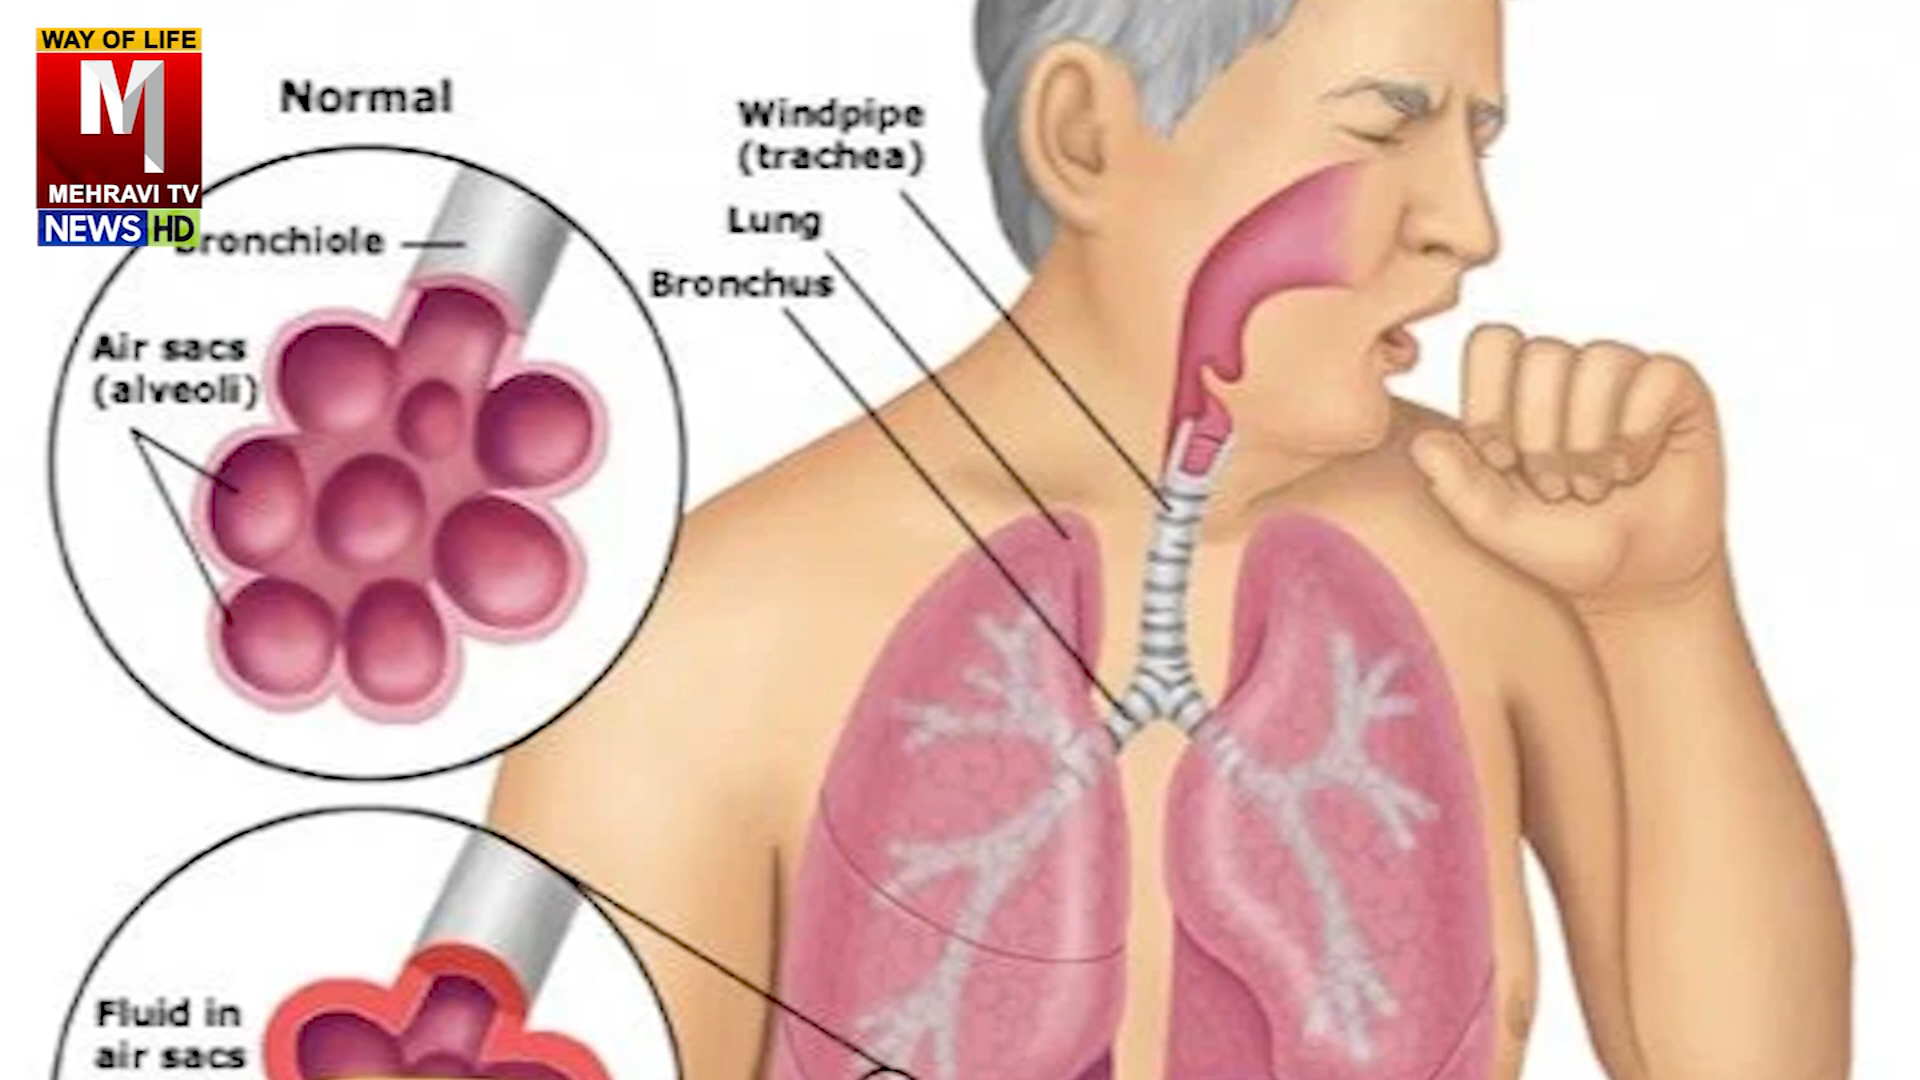 WAY OF LIFE
M
MEHRAVI TV
NEWS HD
Normal
Bronchiole
Air sacs
(alveoli)
Windpipe
(trachea)
Lung
Bronchus
Fluid in
air sacs